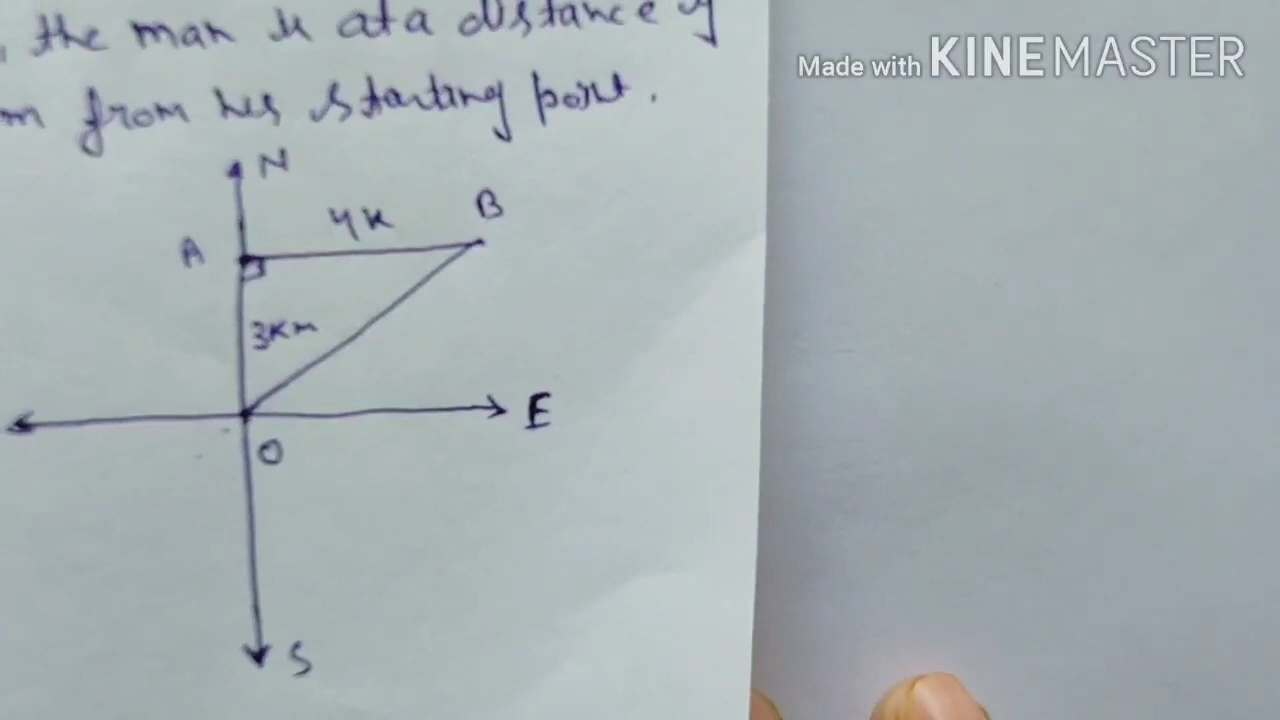 the man is at a distance of
m from his starting point.
Made with KINEMASTER
N
4K
B
A
3Km
E
O
S